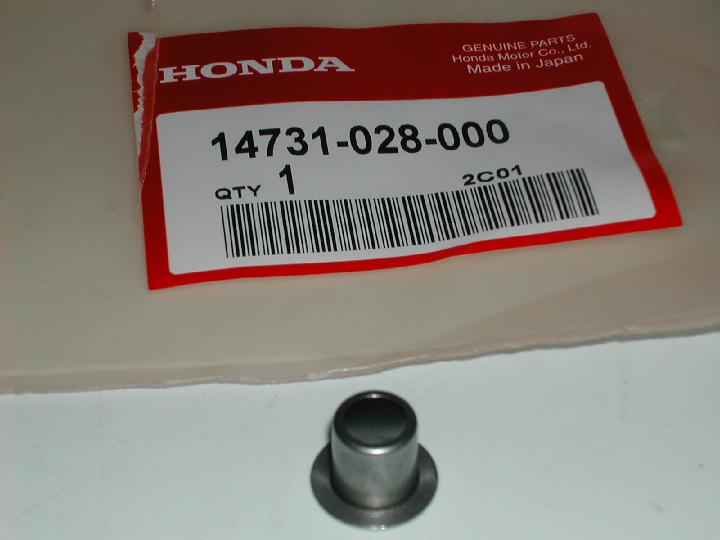 HONDA
GENUINE PARTS
Honda Motor Co., Ltd.
Made in Japan
14731-028-000
QTY 1 2C01